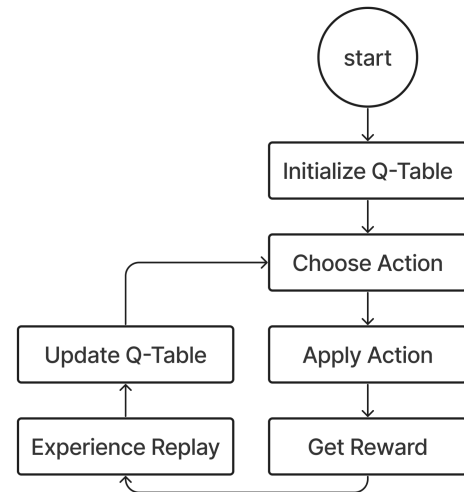 start
Initialize Q-Table
Choose Action
Apply Action
Get Reward
Experience Replay
Update Q-Table